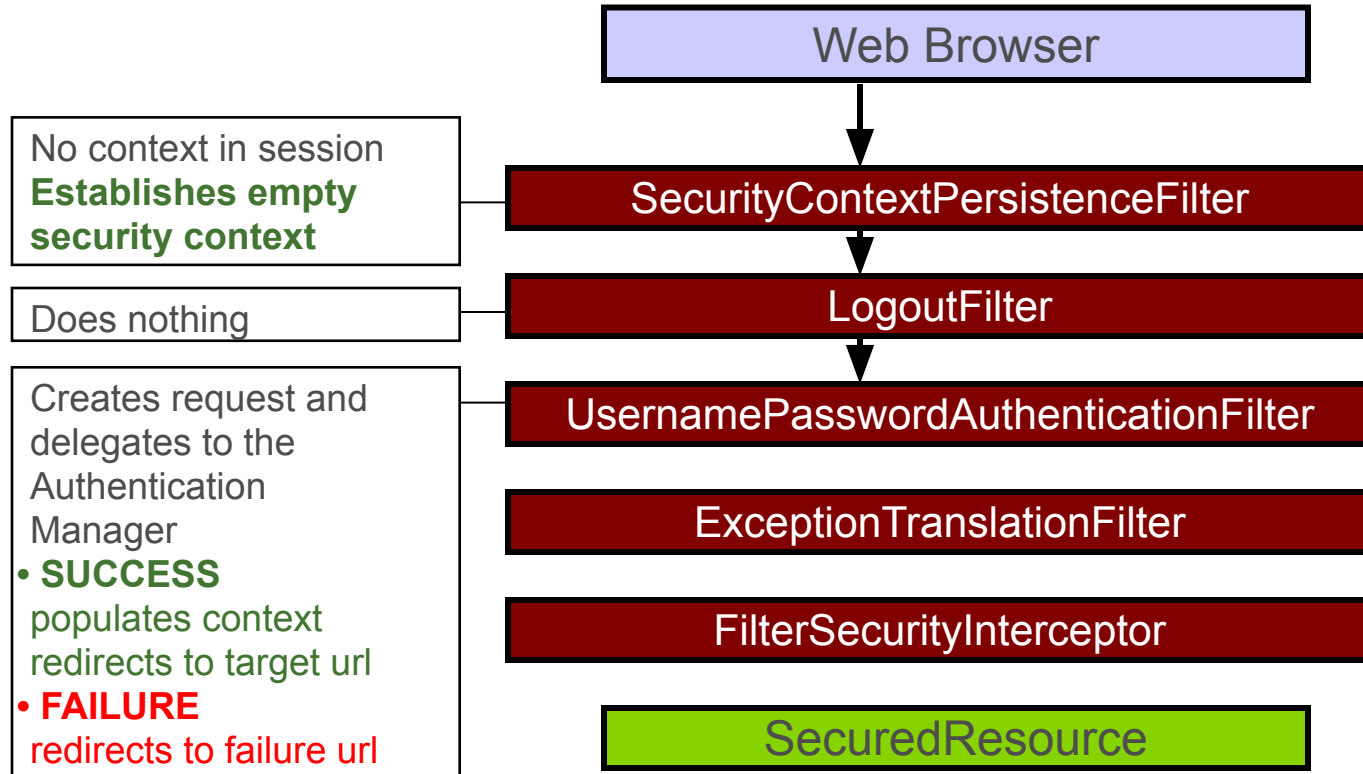 Web Browser
No context in session
Establishes empty
security context
SecurityContextPersistenceFilter
Does nothing
LogoutFilter
Creates request and
delegates to the
Authentication
Manager
• SUCCESS
populates context
redirects to target url
• FAILURE
redirects to failure url
UsernamePasswordAuthenticationFilter
ExceptionTranslationFilter
FilterSecurityInterceptor
SecuredResource